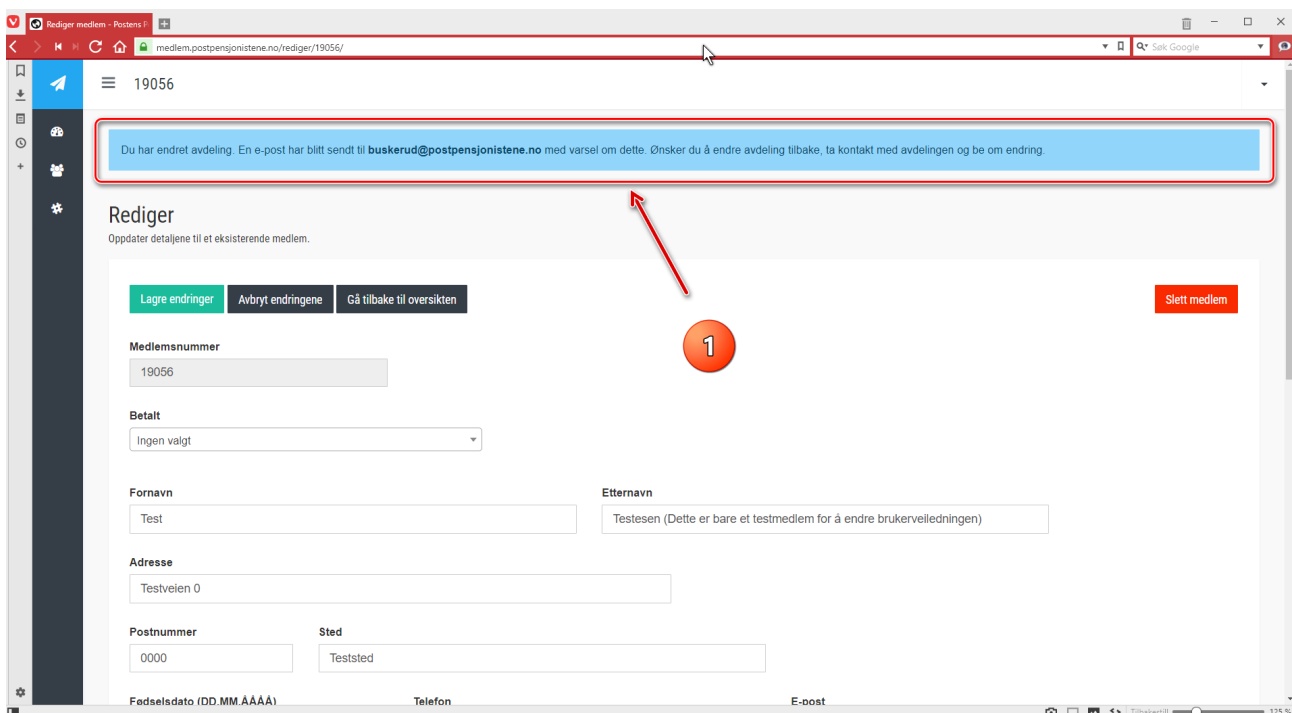 Rediger medlem - Postens P
medlem.postpensjonistene.no/rediger/19056/
Søk Google
19056
Du har endret avdeling. En e-post har blitt sendt til buskerud@postpensjonistene.no med varsel om dette. Ønsker du å endre avdeling tilbake, ta kontakt med avdelingen og be om endring.
Rediger
Oppdater detaljene til et eksisterende medlem.
Lagre endringer Avbryt endringene Gå tilbake til oversikten Slett medlem
1
Medlemsnummer
19056
Betalt
Ingen valgt
Fornavn Etternavn
Test Testesen (Dette er bare et testmedlem for å endre brukerveiledningen)
Adresse
Testveien 0
Postnummer Sted
0000 Teststed
Fødselsdato (DD.MM.ÅÅÅÅ) Telefon E-post
Tilbakestill 125 %